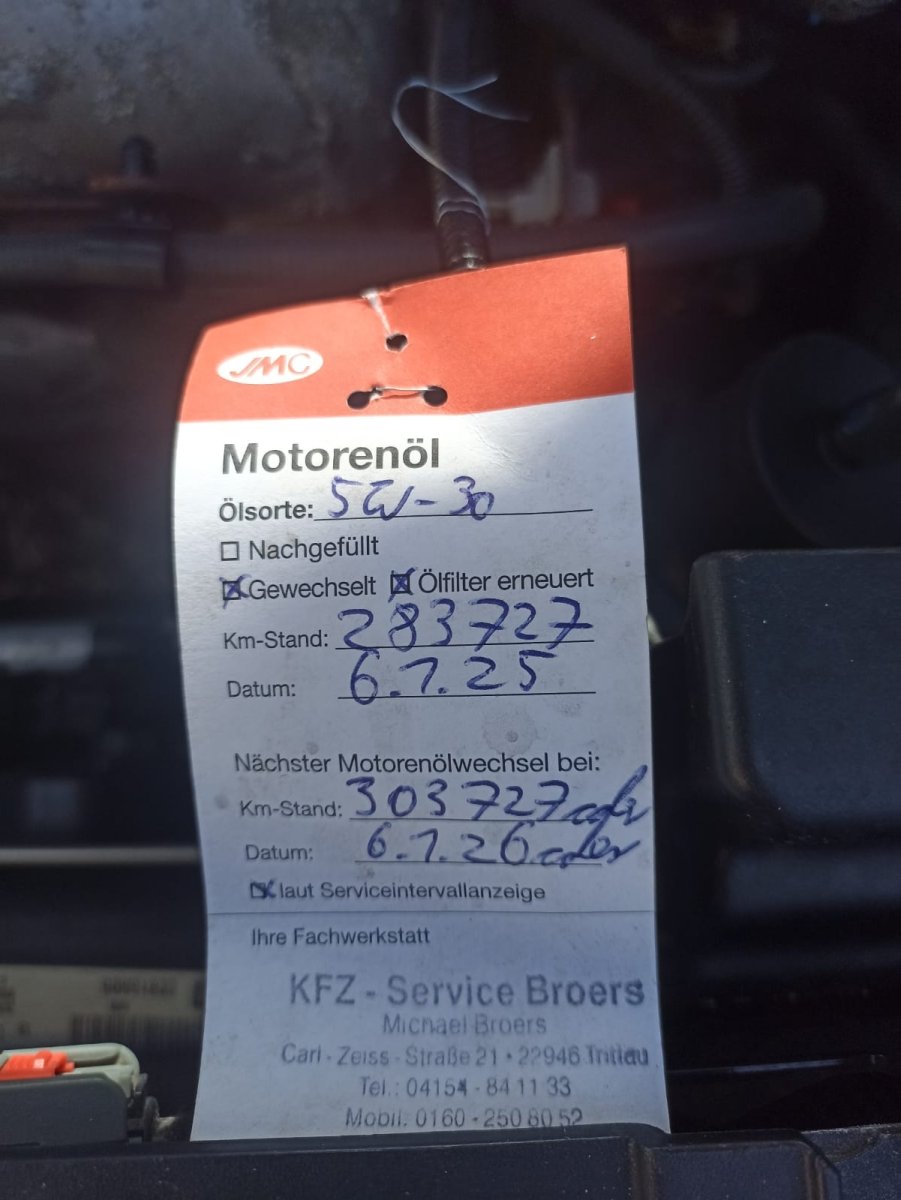 JMC
Motorenöl
Ölsorte: 5W-30
Nachgefüllt
Gewechselt Ölfilter erneuert
Km-Stand: 283727
Datum: 6.1.25
Nächster Motorenölwechsel bei:
Km-Stand: 303727 oder
Datum: 6.1.26 oder
laut Serviceintervallanzeige
Ihre Fachwerkstatt
KFZ - Service Broers
Michael Broers
Carl - Zeiss - Straße 21 • 22946 Trittau
Tel.: 04154 - 84 11 33
Mobil: 0160 - 250 80 52